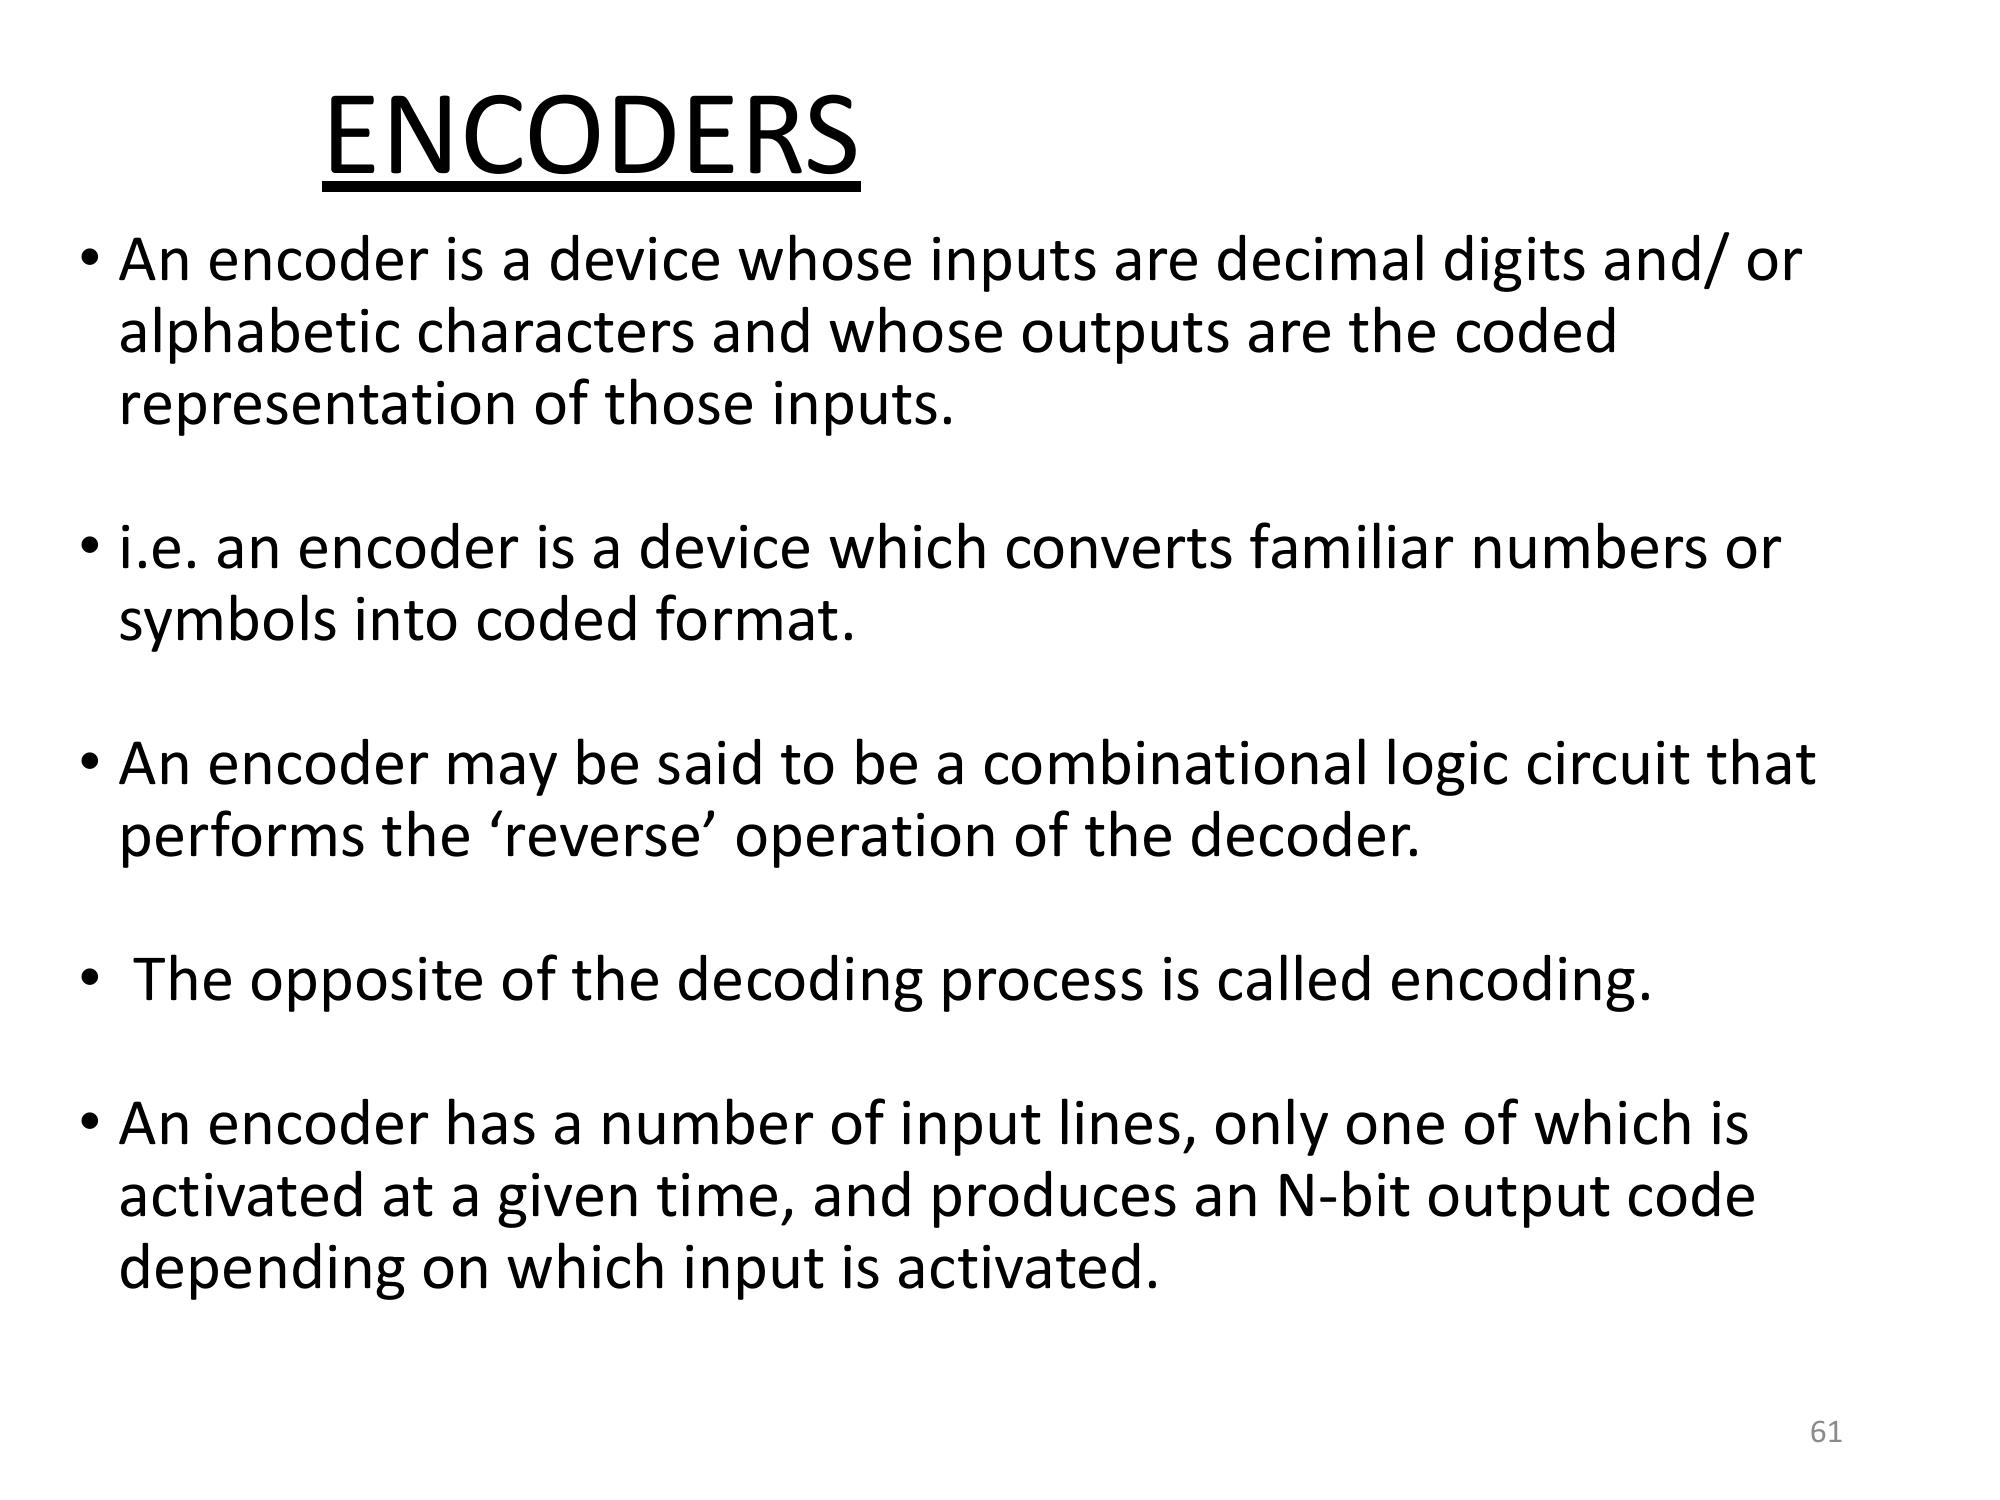 ENCODERS
• An encoder is a device whose inputs are decimal digits and/ or
alphabetic characters and whose outputs are the coded
representation of those inputs.
• i.e. an encoder is a device which converts familiar numbers or
symbols into coded format.
• An encoder may be said to be a combinational logic circuit that
performs the ‘reverse’ operation of the decoder.
• The opposite of the decoding process is called encoding.
• An encoder has a number of input lines, only one of which is
activated at a given time, and produces an N-bit output code
depending on which input is activated.
61